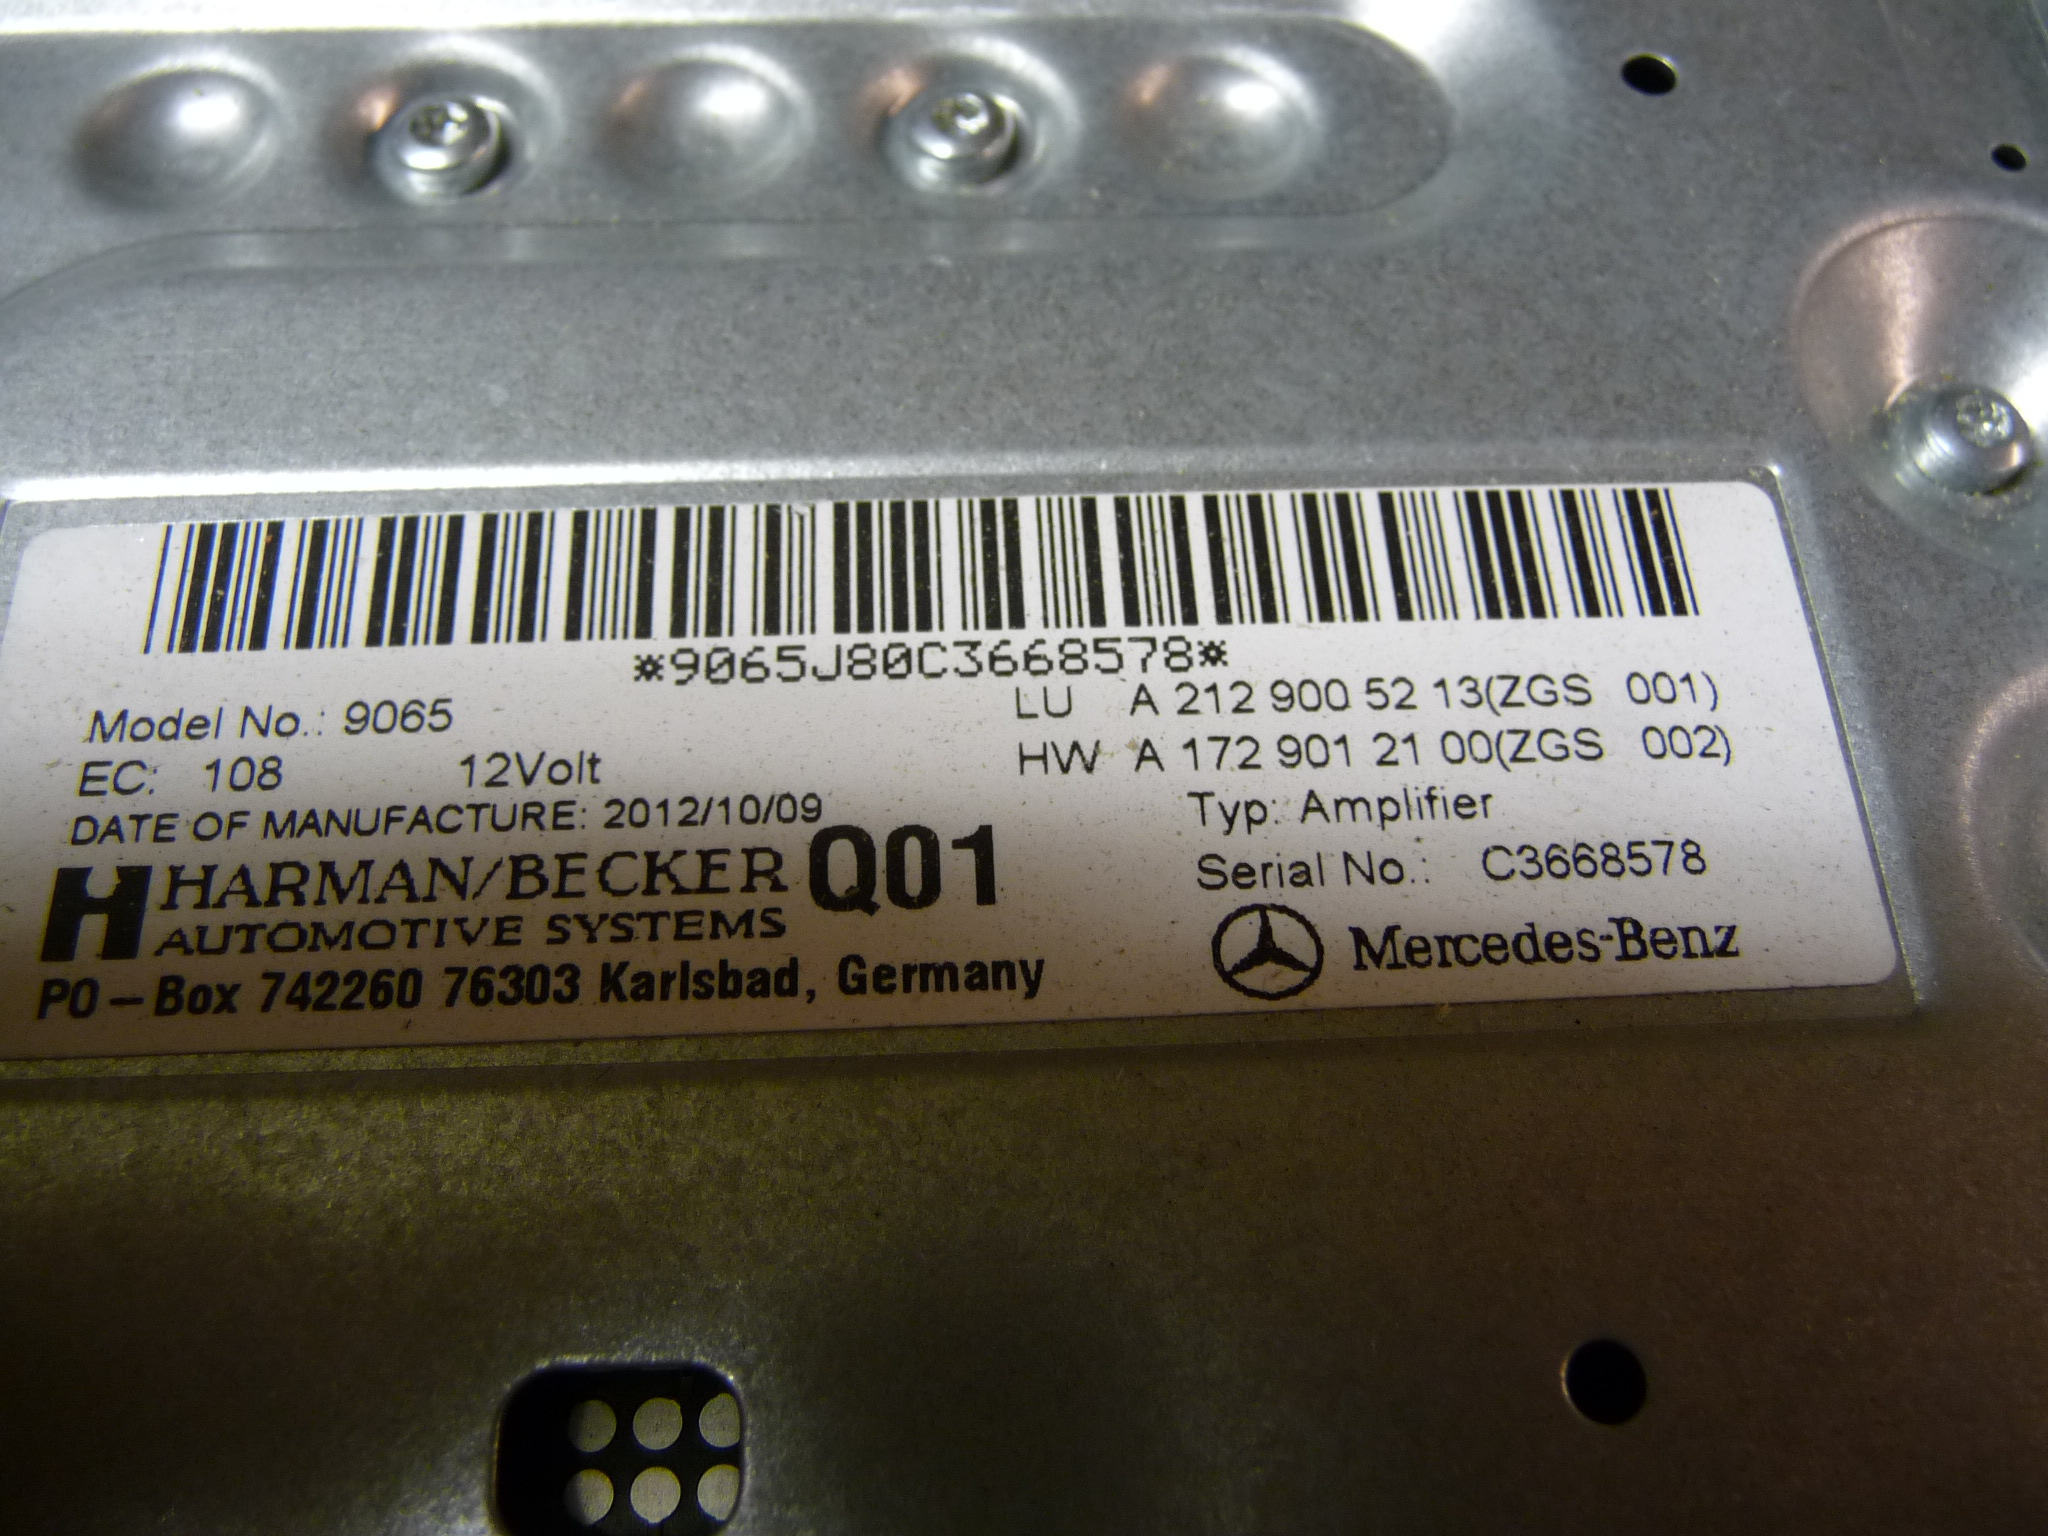 *9065J80C3668578*
Model No.: 9065
LU A 212 900 52 13(ZGS 001)
EC: 108 12Volt
HW A 172 901 21 00(ZGS 002)
DATE OF MANUFACTURE: 2012/10/09
Typ: Amplifier
HARMAN/BECKER Q01
AUTOMOTIVE SYSTEMS
Serial No.: C3668578
PO-Box 742260 76303 Karlsbad, Germany
Mercedes-Benz